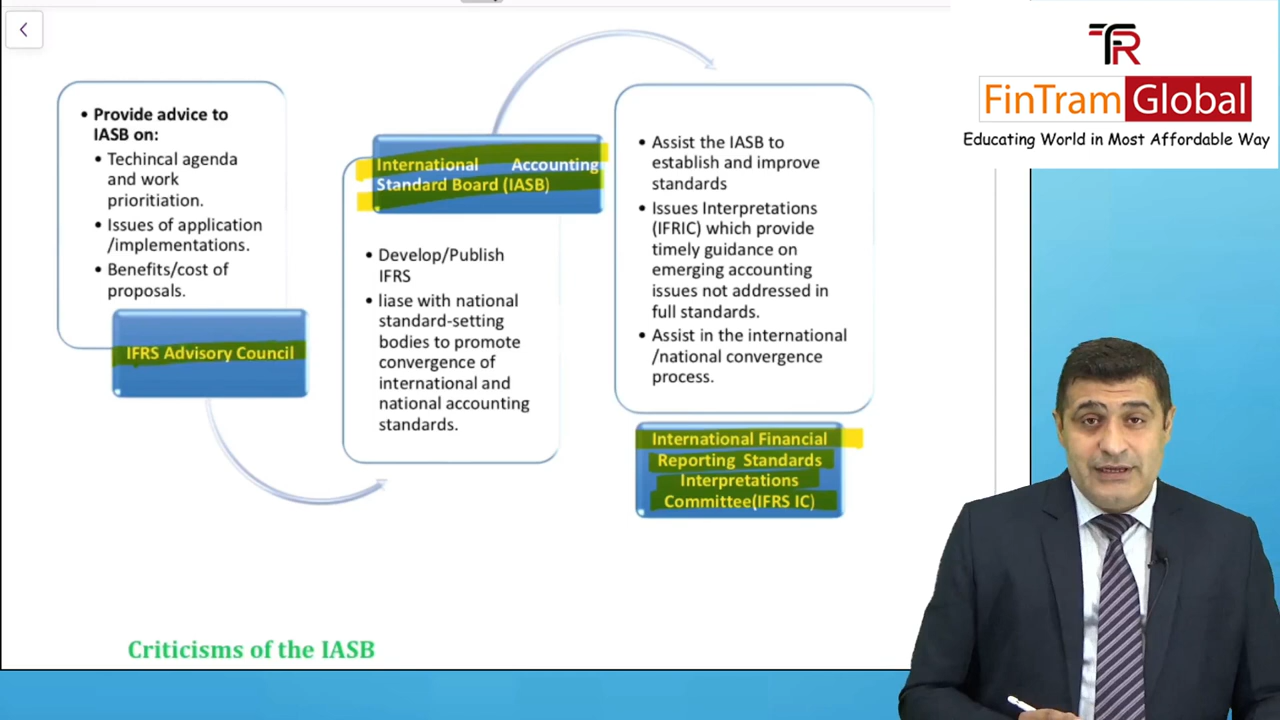 • Provide advice to
IASB on:
• Techincal agenda
and work
prioritiation.
• Issues of application
/implementations.
• Benefits/cost of
proposals.
IFRS Advisory Council
International Accounting
Standard Board (IASB)
• Develop/Publish
IFRS
• liase with national
standard-setting
bodies to promote
convergence of
international and
national accounting
standards.
• Assist the IASB to
establish and improve
standards
• Issues Interpretations
(IFRIC) which provide
timely guidance on
emerging accounting
issues not addressed in
full standards.
• Assist in the international
/national convergence
process.
International Financial
Reporting Standards
Interpretations
Committee(IFRS IC)
Criticisms of the IASB
FinTram Global
Educating World in Most Affordable Way